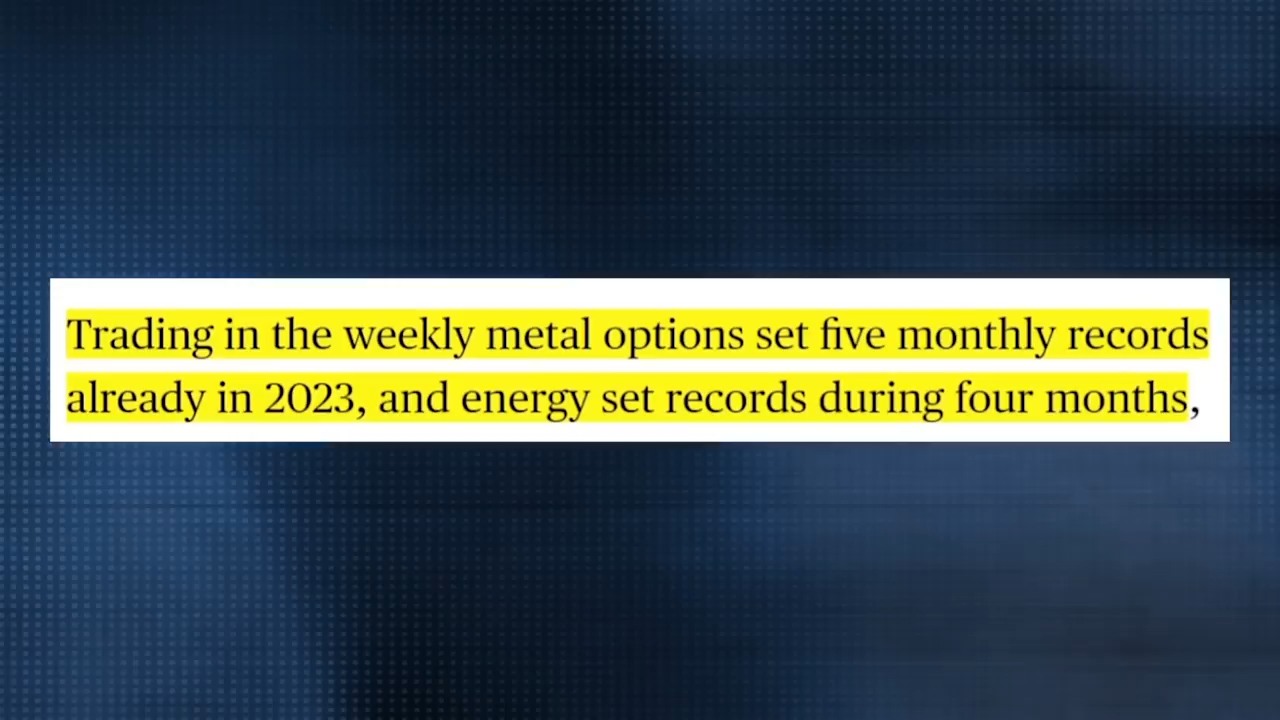 Trading in the weekly metal options set five monthly records
already in 2023, and energy set records during four months,